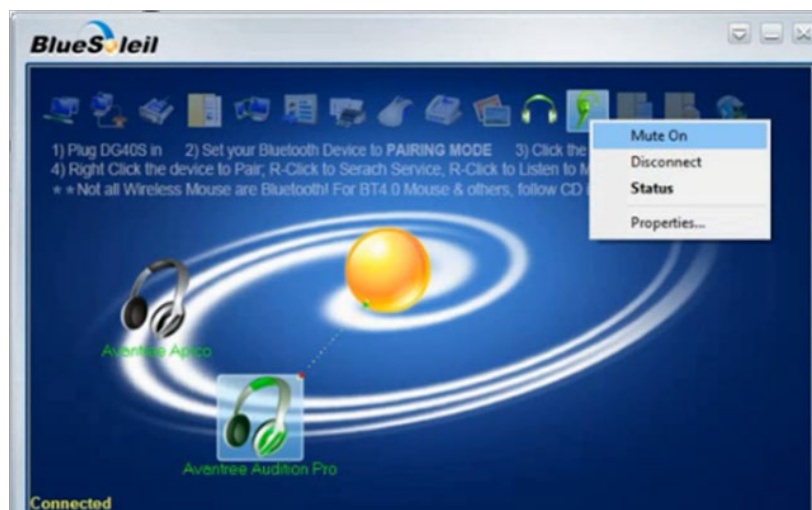 BlueSoleil
1) Plug DG40S in 2) Set your Bluetooth Device to PAIRING MODE 3) Click the
4) Right Click the device to Pair; R-Click to Serach Service, R-Click to Listen to M
**Not all Wireless Mouse are Bluetooth! For BT4.0 Mouse & others, follow CD
Mute On
Disconnect
Status
Properties...
Avantree Apico
Avantree Audition Pro
Connected